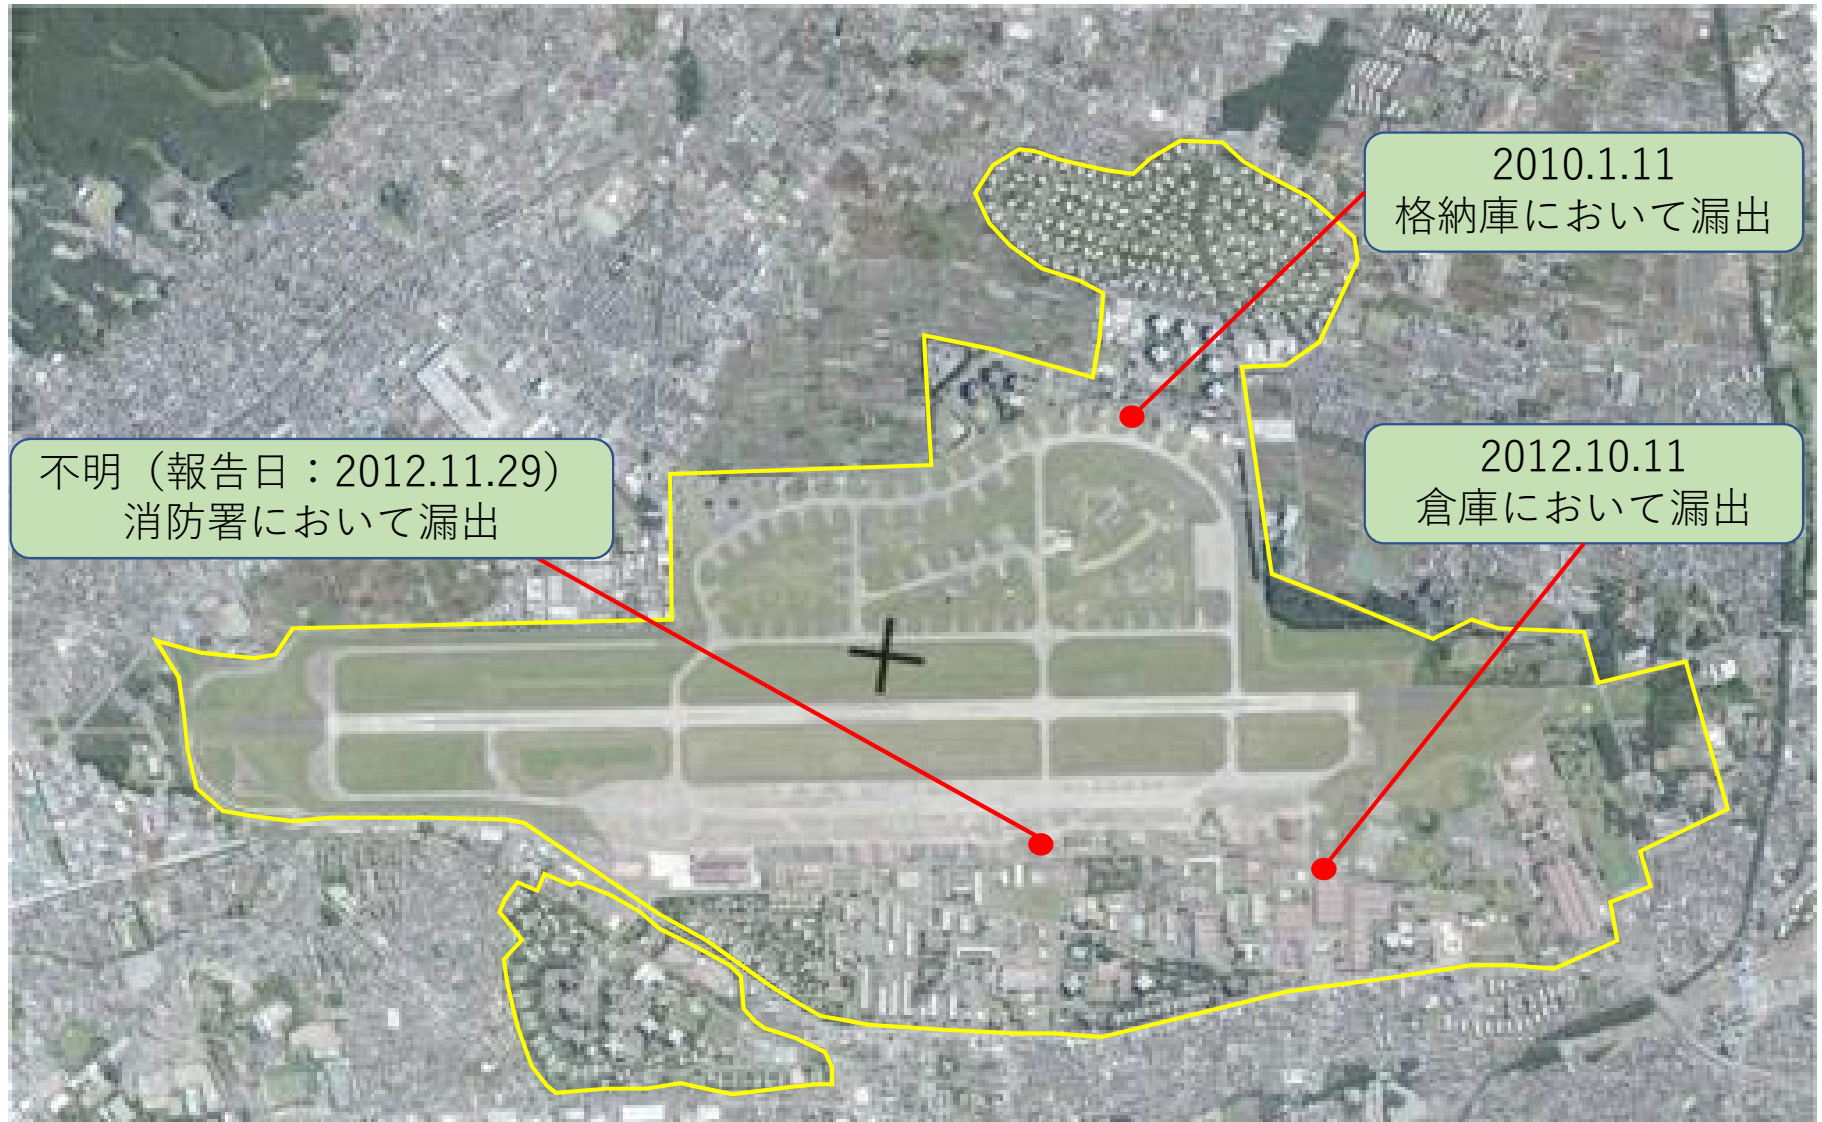 2010.1.11
格納庫において漏出
不明（報告日：2012.11.29）
消防署において漏出
2012.10.11
倉庫において漏出